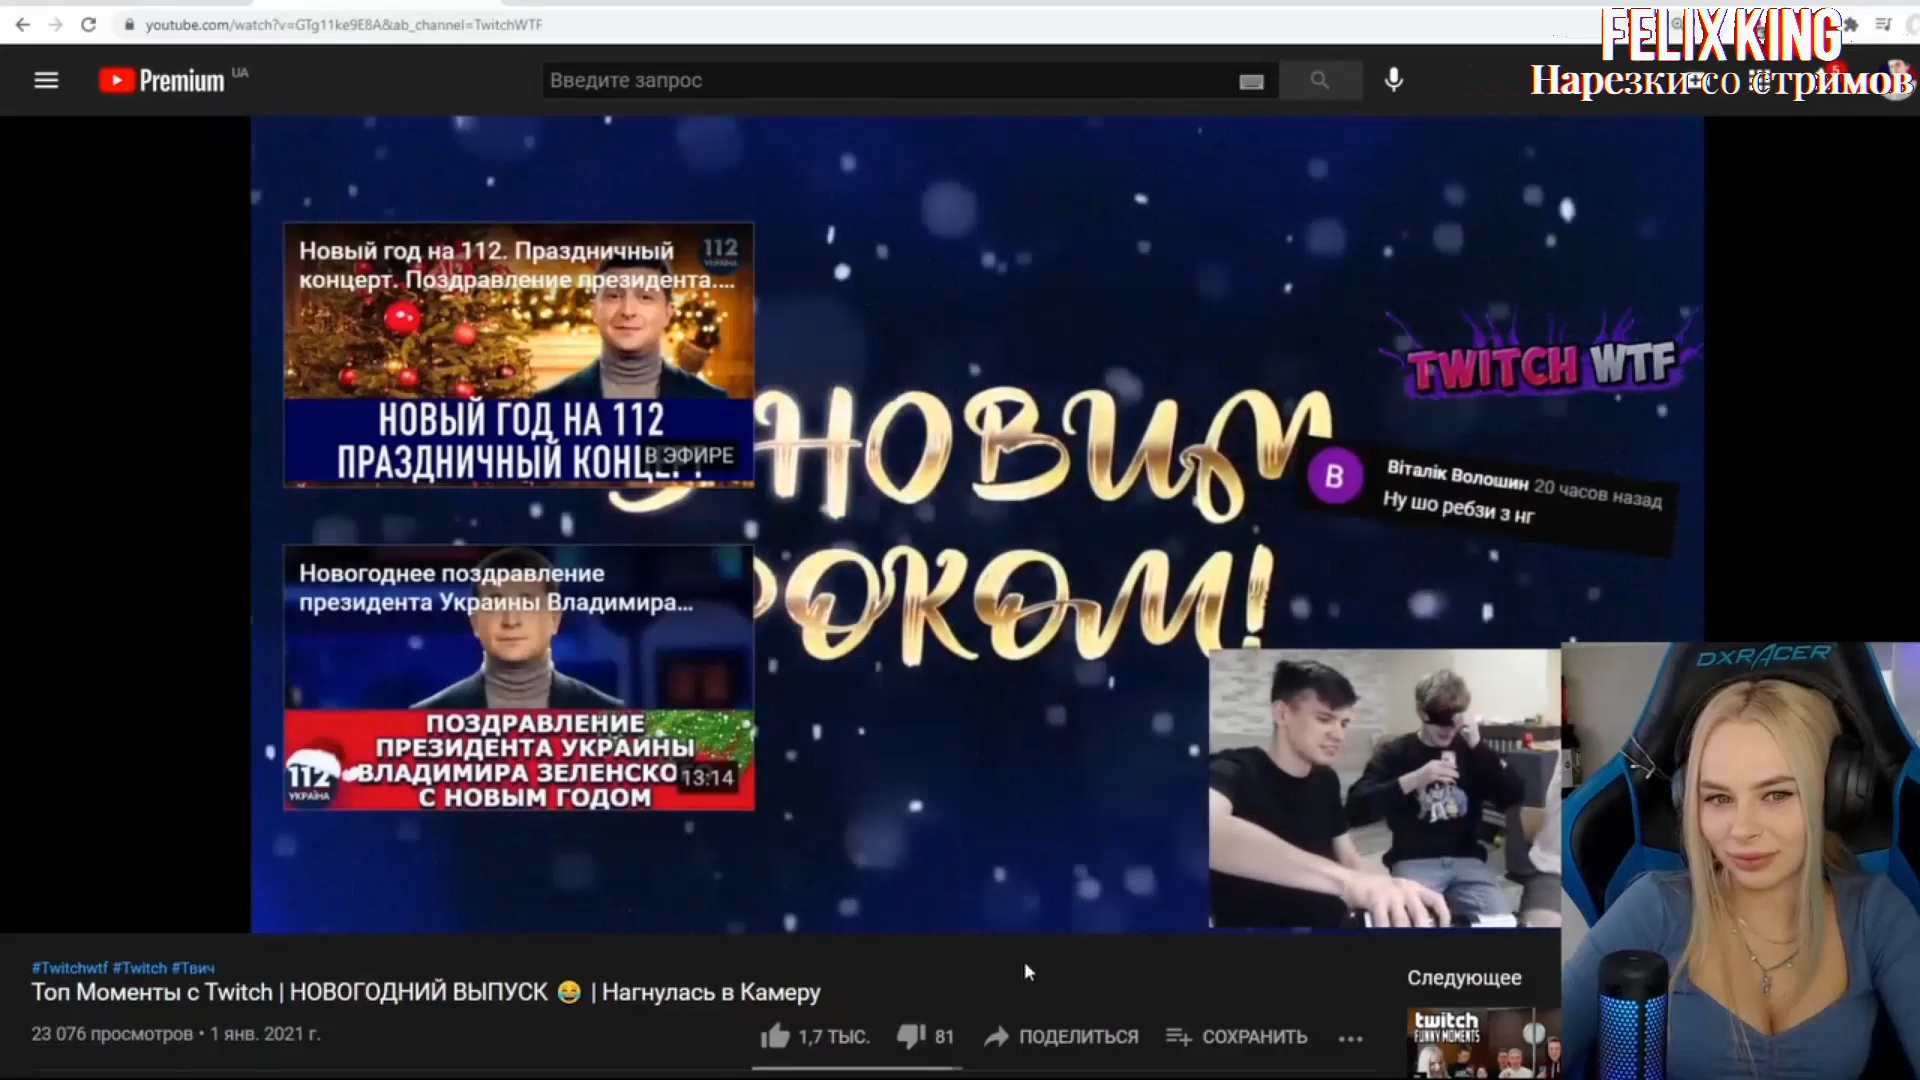 youtube.com/watch?v=GTg11ke9E8A&ab_channel=TwitchWTF
FELIX KING
Нарезки со стримов
Premium UA
Введите запрос
Новый год на 112. Праздничный
концерт. Поздравление президента....
112
УКРАЇНА
НОВЫЙ ГОД НА 112
ПРАЗДНИЧНЫЙ КОНЦЕРТ
В ЭФИРЕ
З НОВИМ
РОКОМ!
TWITCH WTF
В
Віталік Волошин 20 часов назад
Ну шо ребзи з нг
Новогоднее поздравление
президента Украины Владимира...
ПОЗДРАВЛЕНИЕ
ПРЕЗИДЕНТА УКРАИНЫ
ВЛАДИМИРА ЗЕЛЕНСКО
С НОВЫМ ГОДОМ
13:14
112
УКРАЇНА
DXRACER
#Twitchwtf #Twitch #Твич
Топ Моменты с Twitch | НОВОГОДНИЙ ВЫПУСК 😂 | Нагнулась в Камеру
23 076 просмотров • 1 янв. 2021 г.
1,7 ТЫС.
81
ПОДЕЛИТЬСЯ
СОХРАНИТЬ
Следующее
twitch
FUNNY MOMENTS